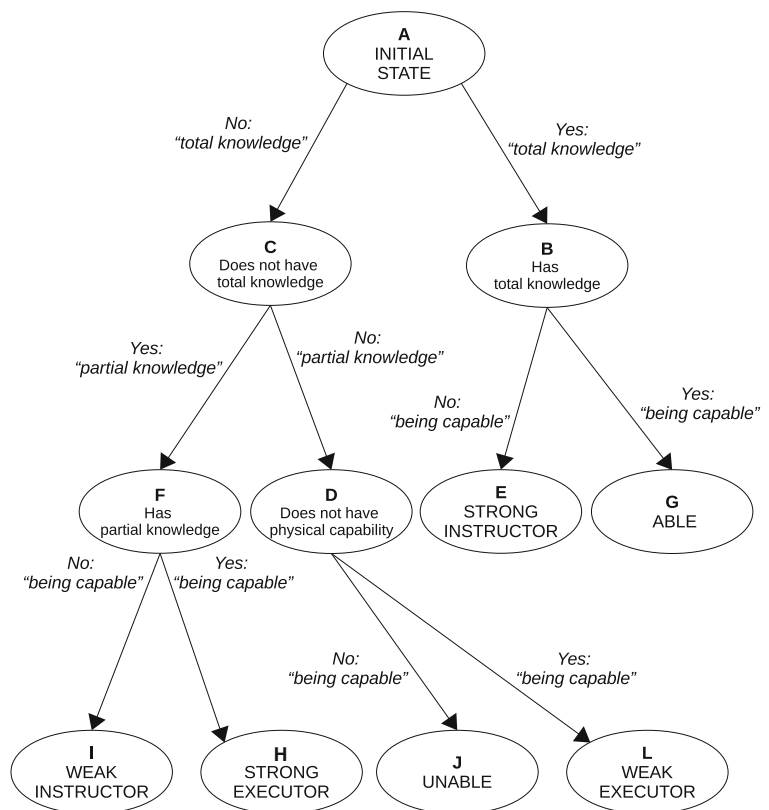 A
INITIAL
STATE
No:
“total knowledge”
Yes:
“total knowledge”
C
Does not have
total knowledge
B
Has
total knowledge
Yes:
“partial knowledge”
No:
“partial knowledge”
No:
“being capable”
Yes:
“being capable”
F
Has
partial knowledge
D
Does not have
physical capability
E
STRONG
INSTRUCTOR
G
ABLE
No:
“being capable”
Yes:
“being capable”
No:
“being capable”
Yes:
“being capable”
I
WEAK
INSTRUCTOR
H
STRONG
EXECUTOR
J
UNABLE
L
WEAK
EXECUTOR